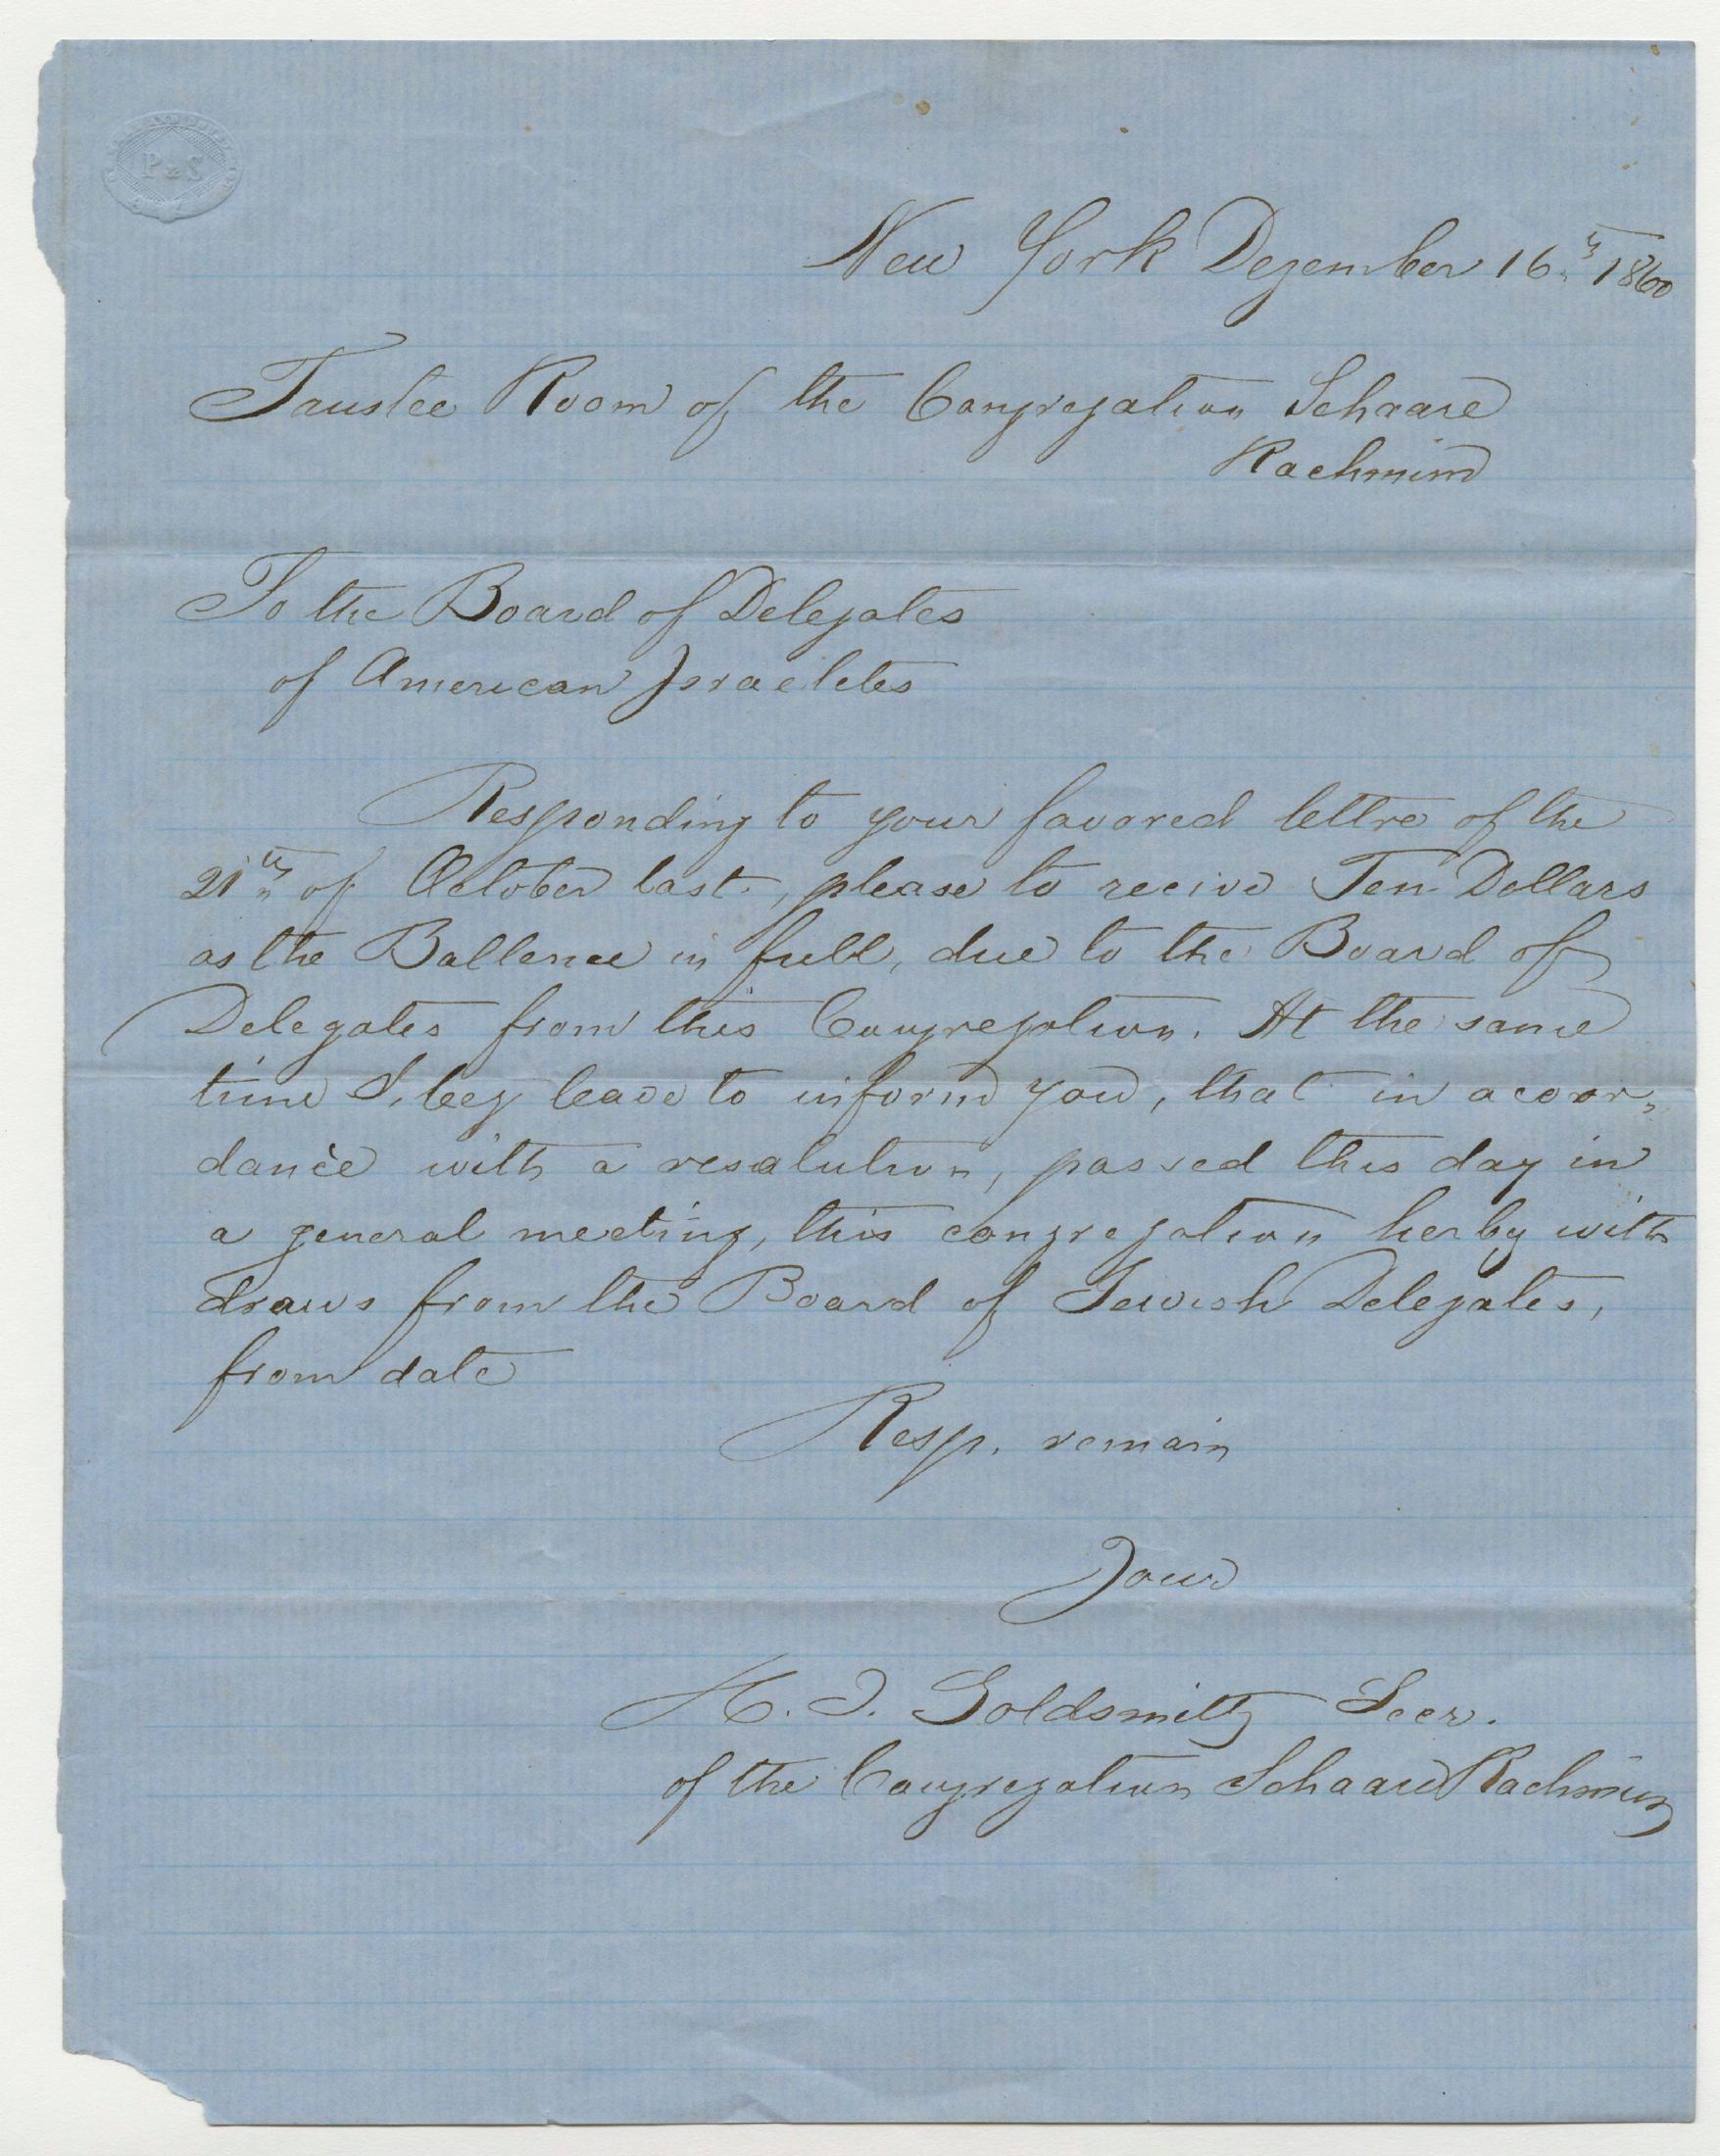 P & S
New York Dezember 16th 1860
Taustee Room of the Congregation Schaare
Rachmim
To the Board of Delegates
of American Israelites
Responding to your favored lettre of the
21th of October last, please to recive Ten Dollars
as the Ballence in full, due to the Board of
Delegates from this Congregation. At the same
time I, beg leave to inform you, that in acoor-
dance with a resolution, passed this day in
a general meeting, this congregation herby with
draws from the Board of Jewish Delegates,
from date
Resp. remain
Your
H. I. Goldsmith Secr.
of the Congregation Schaare Rachmim